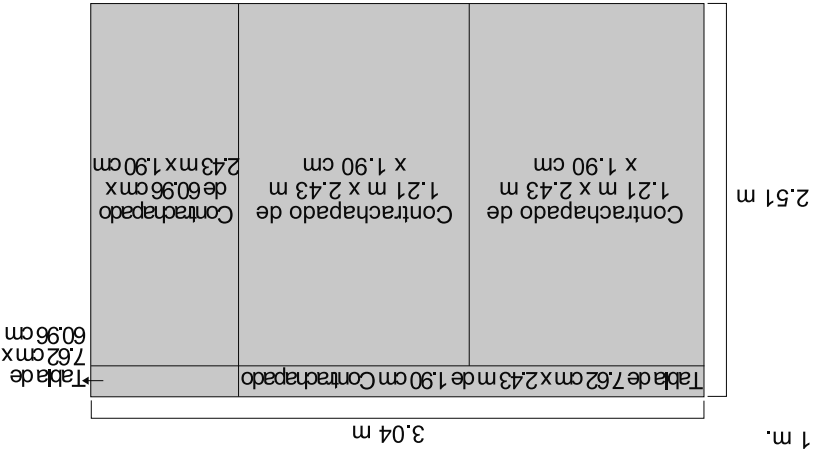 1 m.
3.04 m
Tabla de 7.62 cm x 2.43 m de 1.90 cm Contrachapado
Tabla de
7.62 cm x
60.96 cm
2.51 m
Contrachapado de
1.21 m x 2.43 m
x 1.90 cm
Contrachapado de
1.21 m x 2.43 m
x 1.90 cm
Contrachapado
de 60.96 cm x
2.43 m x 1.90 cm